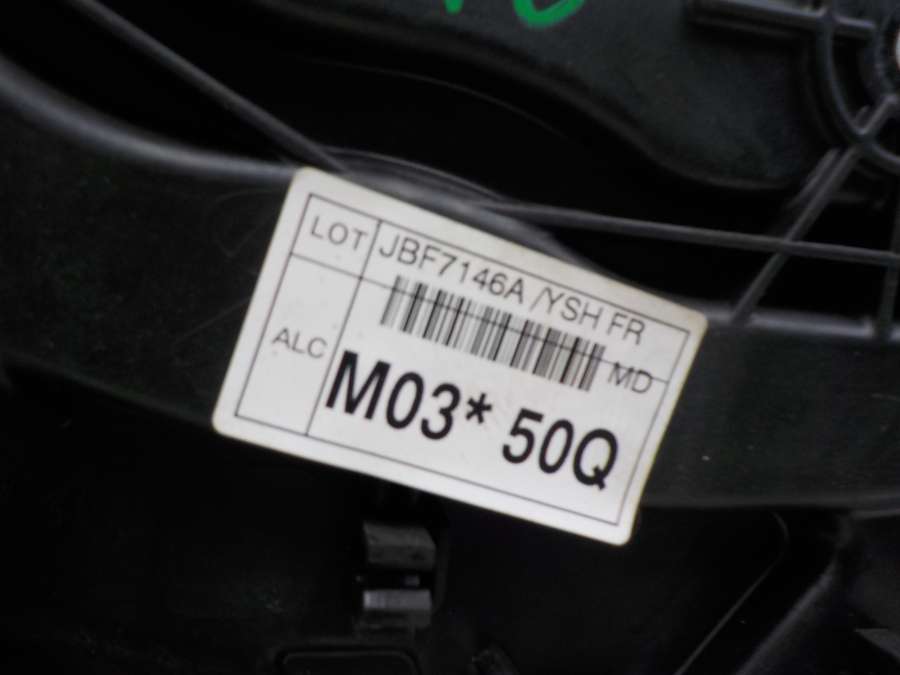 LOT JBF7146A /YSH FR
MD
ALC M03* 50Q